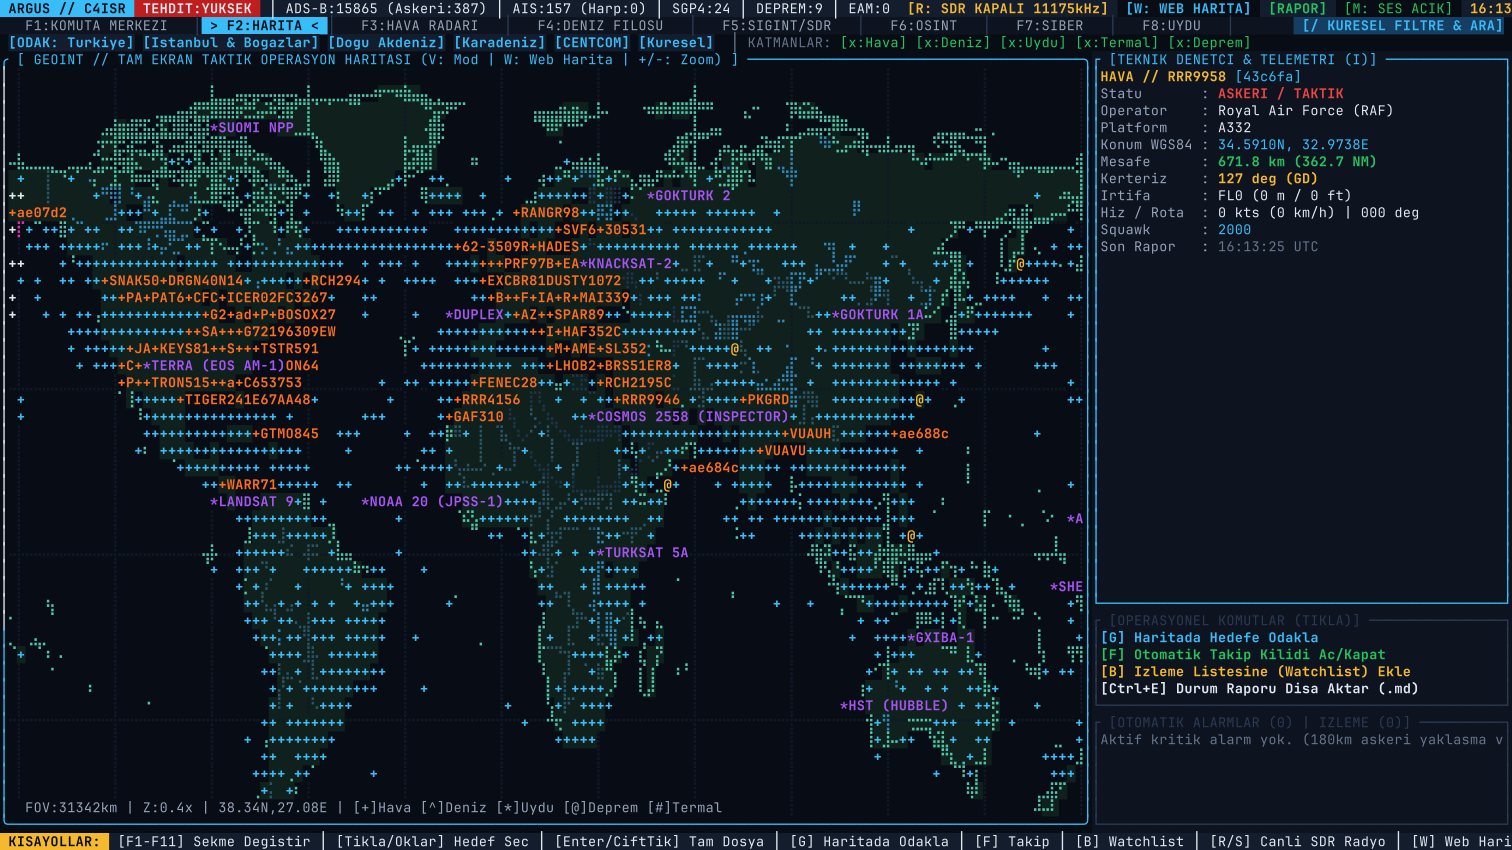 ARGUS // C4ISR TEHDIT:YUKSEK | ADS-B:15865 (Askeri:387) | AIS:157 (Harp:0) | SGP4:24 | DEPREM:9 | EAM:0 [R: SDR KAPALI 11175kHz] [W: WEB HARITA] [RAPOR] [M: SES ACIK] 16:13
F1:KOMUTA MERKEZI > F2:HARITA < F3:HAVA RADARI F4:DENIZ FILOSU F5:SIGINT/SDR F6:OSINT F7:SIBER F8:UYDU [/ KURESEL FILTRE & ARA]
[ODAK: Turkiye] [Istanbul & Bogazlar] [Dogu Akdeniz] [Karadeniz] [CENTCOM] [Kuresel] | KATMANLAR: [x:Hava] [x:Deniz] [x:Uydu] [x:Termal] [x:Deprem]
[ GEOINT // TAM EKRAN TAKTIK OPERASYON HARITASI (V: Mod | W: Web Harita | +/-: Zoom) ]
*SUOMI NPP
*GOKTURK 2
+ae07d2 +RANGR98
+SVF6+30531
+62-3509R+HADES
+PRF97B+EA*KNACKSAT-2
+SNAK50+DRGN40N14 +RCH294 +EXCBR81DUSTY1072
+PA+PAT6+CFC+ICER02FC3267 +B++F+IA+R+MAI339
+G2+ad+P+BOSOX27 *DUPLEX++AZ++SPAR89 *GOKTURK 1A
+SA+++G72196309EW +I+HAF352C
+JA+KEYS81++S+++TSTR591 +M+AME+SL352 @
+C+*TERRA (EOS AM-1)ON64 +LHOB2+BRS51ER8
+P++TRON515++a+C653753 +FENEC28 +RCH2195C
+TIGER241E67AA48 +RRR4156 +RRR9946 +PKGRD @
+GAF310 *COSMOS 2558 (INSPECTOR)
+GTMO845 +VUAUH +ae688c
+VUAVU
+ae684c
+WARR71 @
*LANDSAT 9 *NOAA 20 (JPSS-1)
*A
@
*TURKSAT 5A
*SHE
*GXIBA-1
*HST (HUBBLE)
FOV:31342km | Z:0.4x | 38.34N,27.08E | [+]Hava [^]Deniz [*]Uydu [@]Deprem [#]Termal
[TEKNIK DENETCI & TELEMETRI (I)]
HAVA // RRR9958 [43c6fa]
Statu : ASKERI / TAKTIK
Operator : Royal Air Force (RAF)
Platform : A332
Konum WGS84 : 34.5910N, 32.9738E
Mesafe : 671.8 km (362.7 NM)
Kerteriz : 127 deg (GD)
Irtifa : FL0 (0 m / 0 ft)
Hiz / Rota : 0 kts (0 km/h) | 000 deg
Squawk : 2000
Son Rapor : 16:13:25 UTC
[OPERASYONEL KOMUTLAR (TIKLA)]
[G] Haritada Hedefe Odakla
[F] Otomatik Takip Kilidi Ac/Kapat
[B] Izleme Listesine (Watchlist) Ekle
[Ctrl+E] Durum Raporu Disa Aktar (.md)
[OTOMATIK ALARMLAR (0) | IZLEME (0)]
Aktif kritik alarm yok. (180km askeri yaklasma v
KISAYOLLAR: [F1-F11] Sekme Degistir | [Tikla/Oklar] Hedef Sec | [Enter/CiftTik] Tam Dosya | [G] Haritada Odakla | [F] Takip | [B] Watchlist | [R/S] Canli SDR Radyo | [W] Web Hari